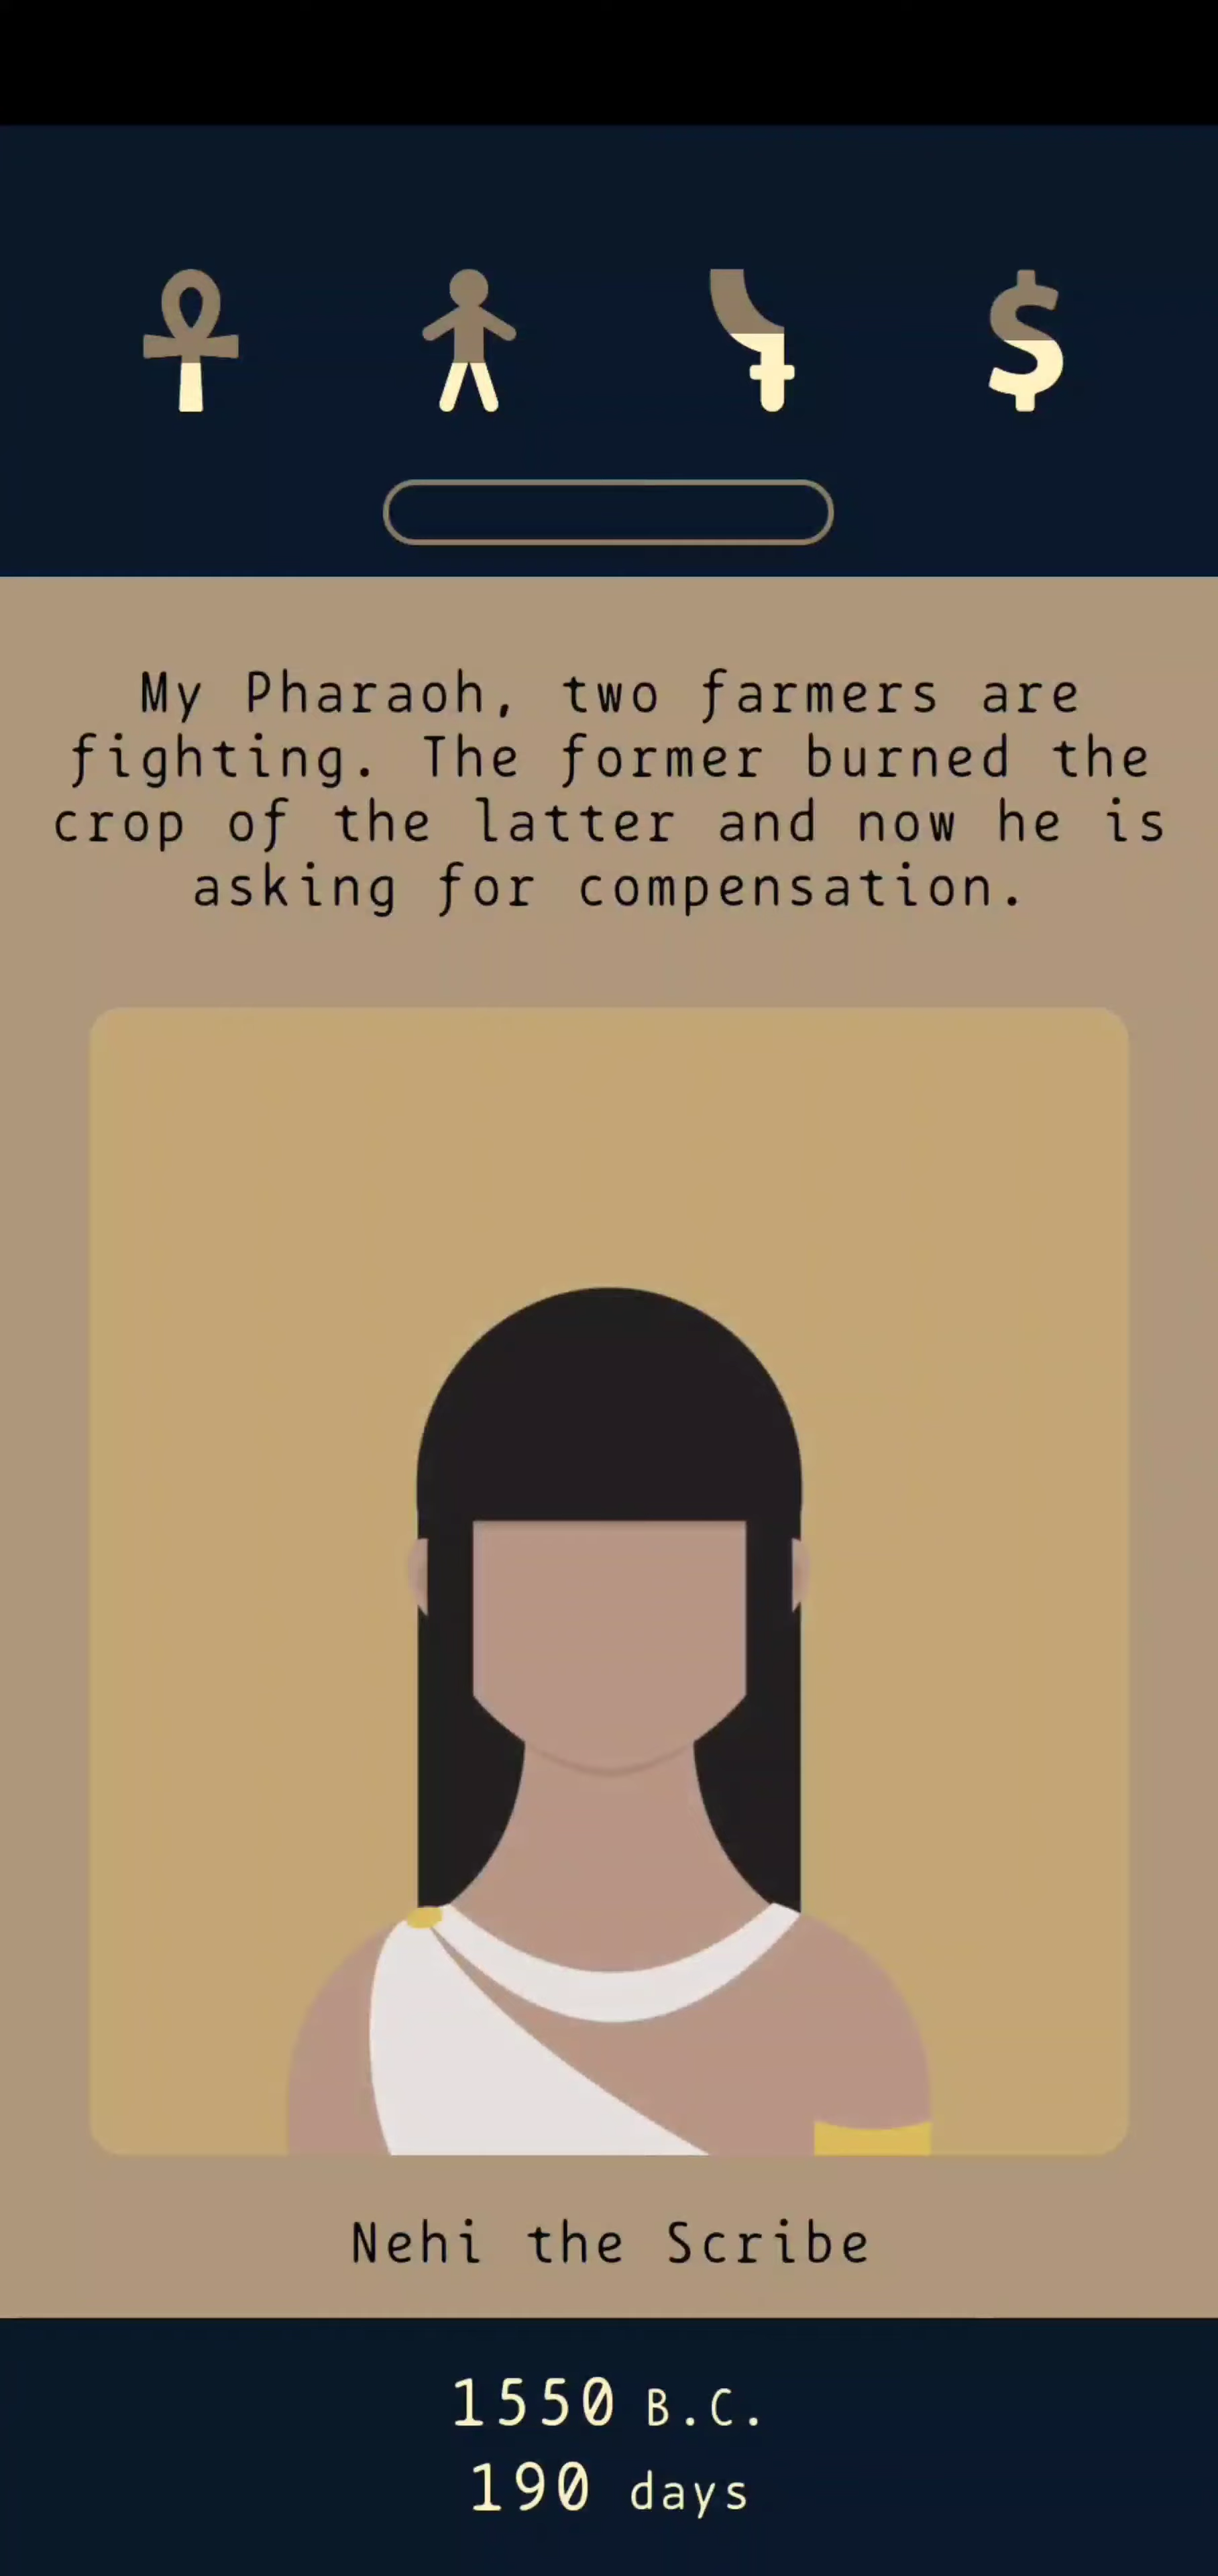 My Pharaoh, two farmers are
fighting. The former burned the
crop of the latter and now he is
asking for compensation.
Nehi the Scribe
1550 B.C.
190 days